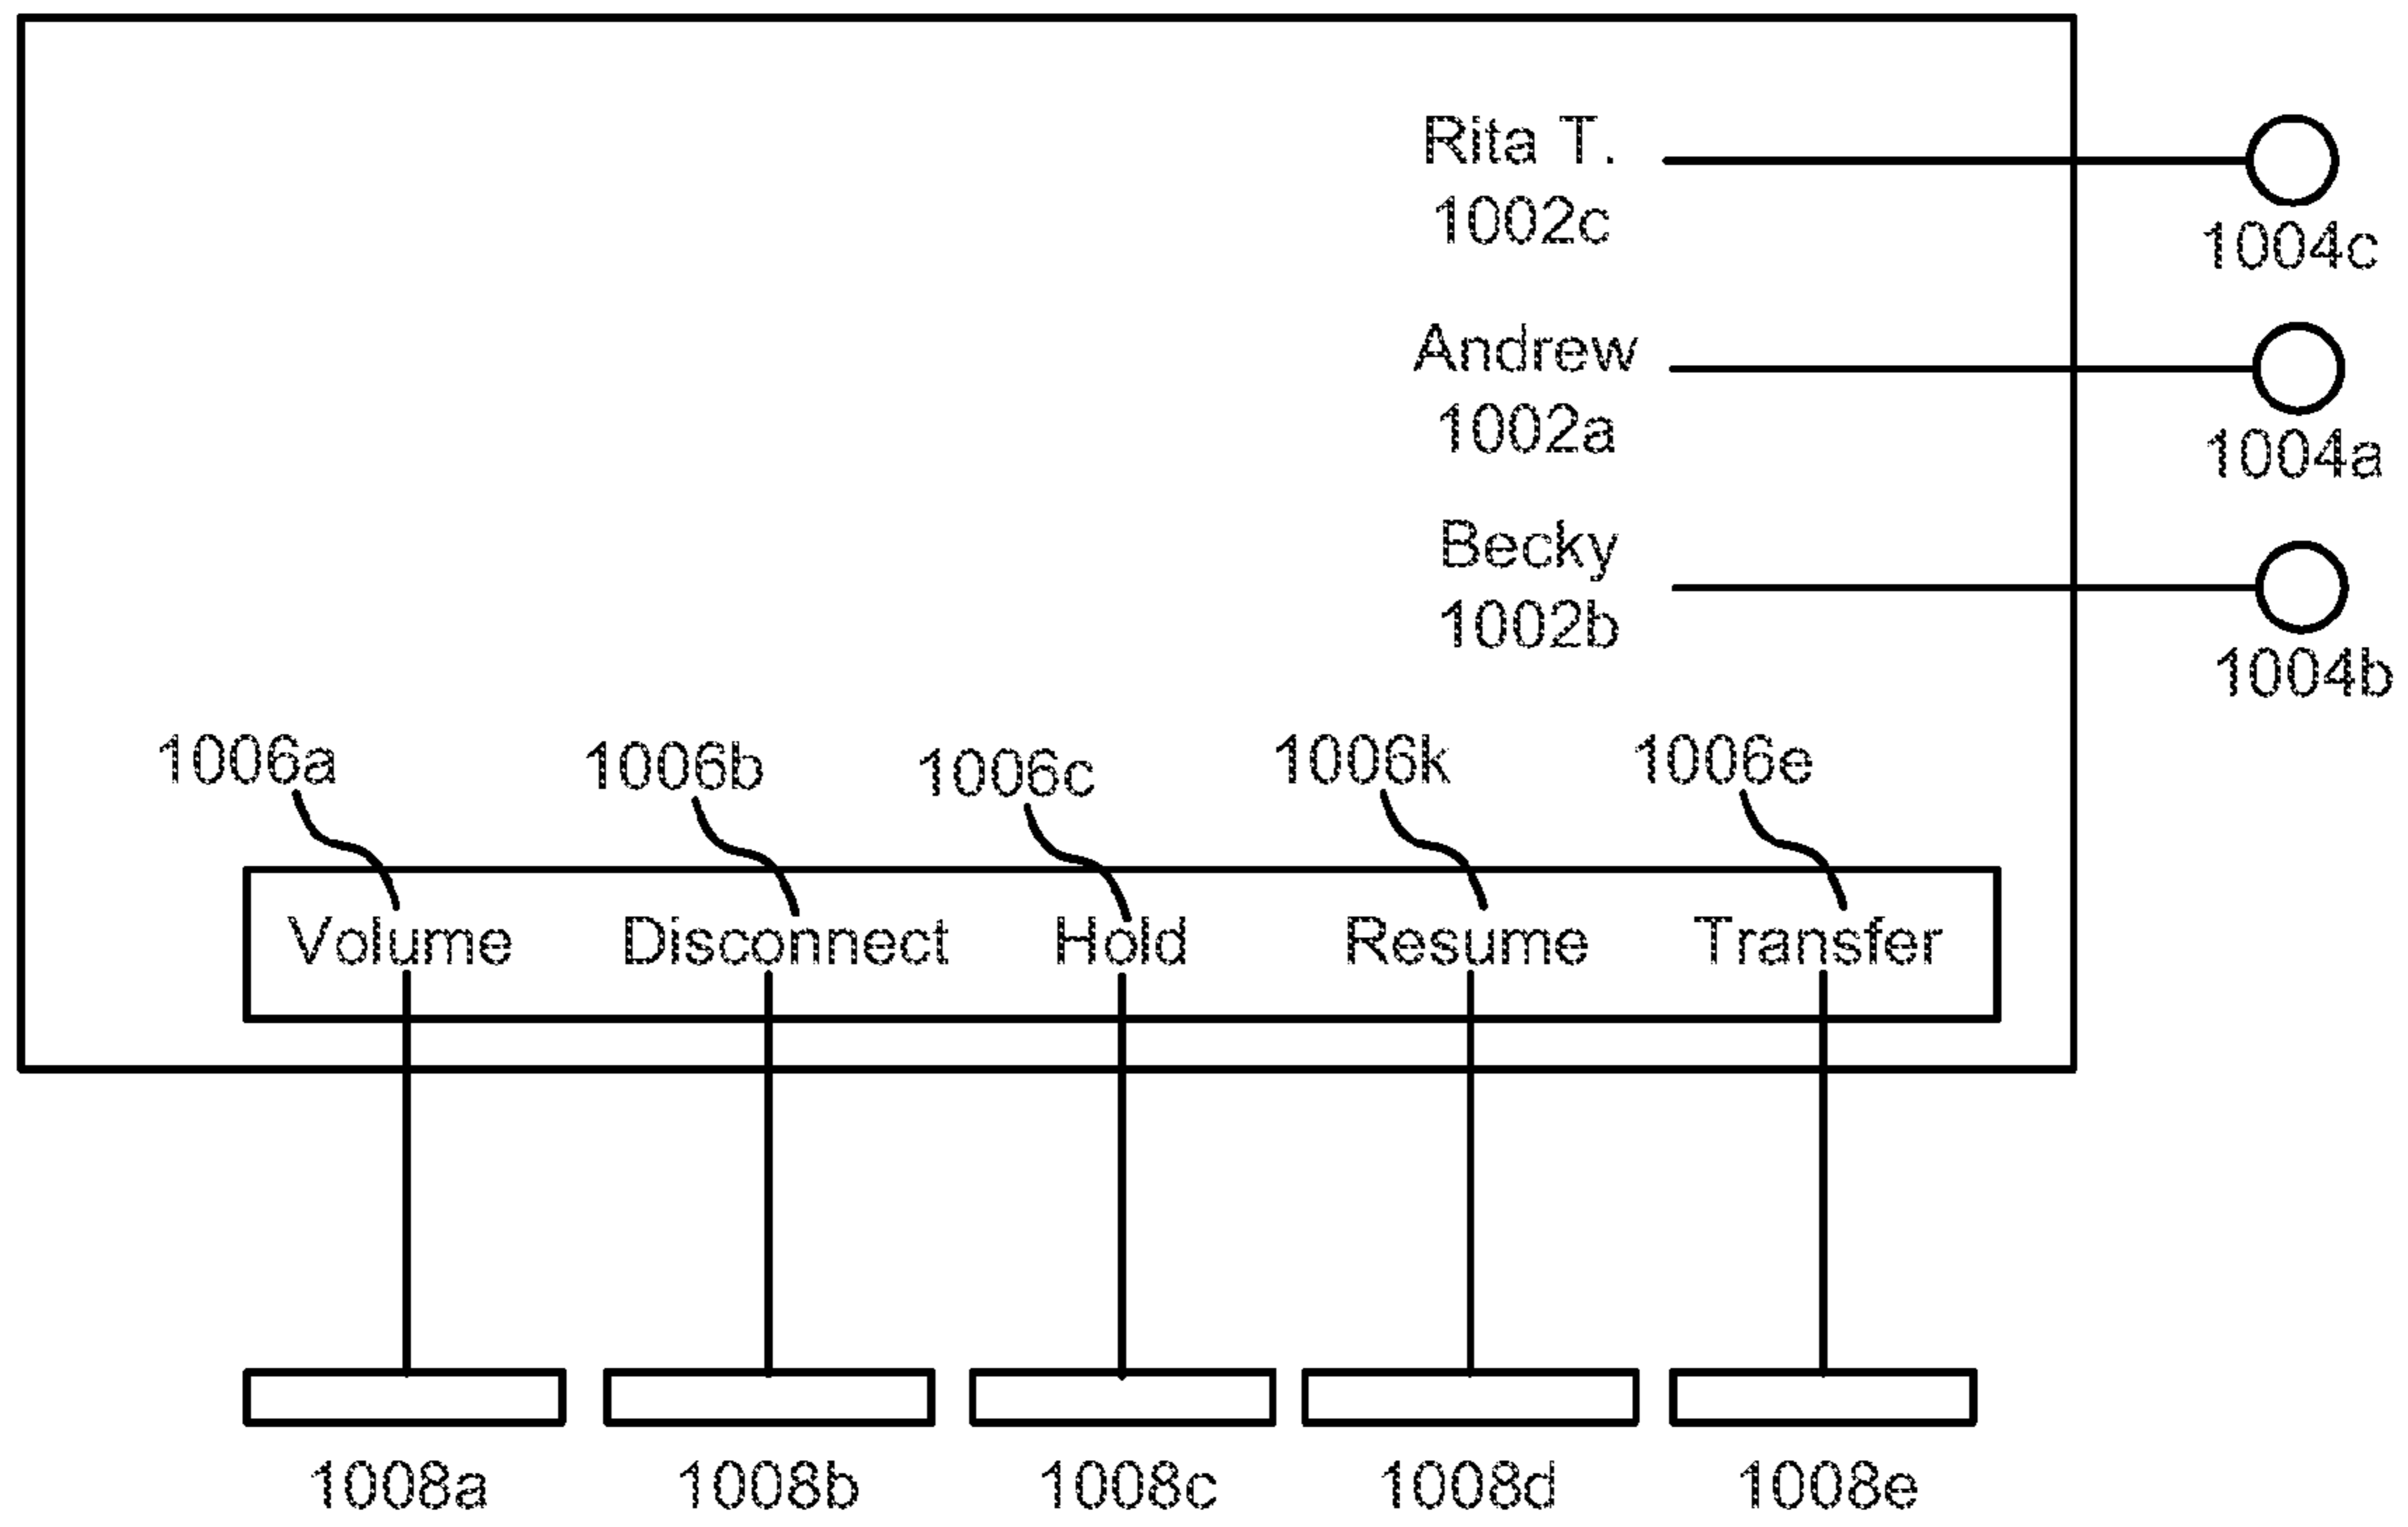 Rita T.
1002c
1004c
Andrew
1002a
1004a
Becky
1002b
1004b
1006a 1006b 1006c 1006k 1006e
Volume Disconnect Hold Resume Transfer
1008a 1008b 1008c 1008d 1008e